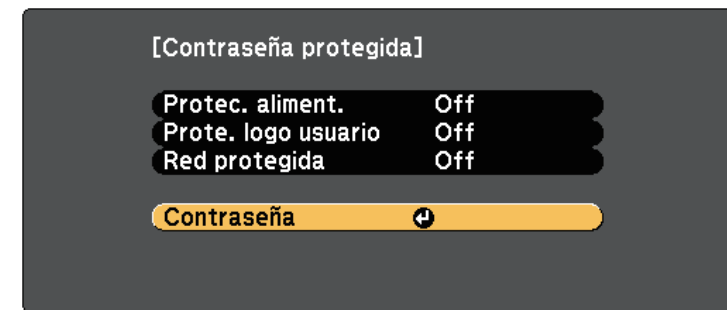 [Contraseña protegida]
Protec. aliment. Off
Prote. logo usuario Off
Red protegida Off
Contraseña